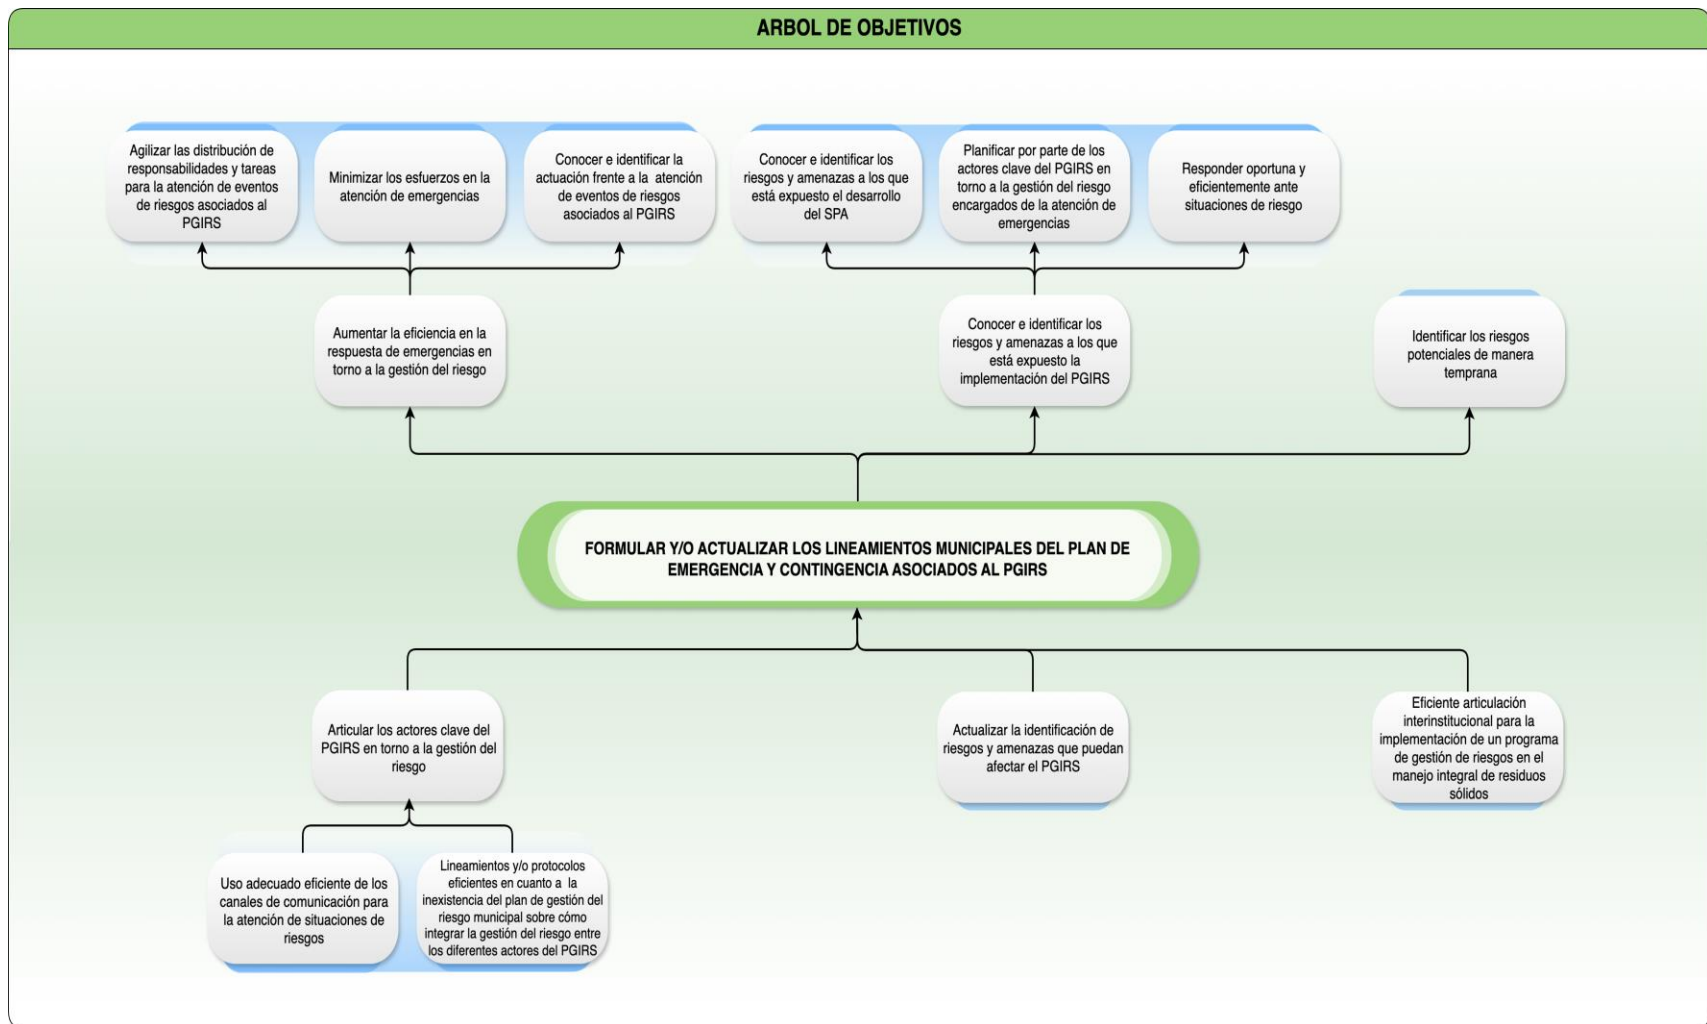 ARBOL DE OBJETIVOS
Agilizar las distribución de
responsabilidades y tareas
para la atención de eventos
de riesgos asociados al
PGIRS
Minimizar los esfuerzos en la
atención de emergencias
Conocer e identificar la
actuación frente a la atención
de eventos de riesgos
asociados al PGIRS
Conocer e identificar los
riesgos y amenazas a los que
está expuesto el desarrollo
del SPA
Planificar por parte de los
actores clave del PGIRS en
torno a la gestión del riesgo
encargados de la atención de
emergencias
Responder oportuna y
eficientemente ante
situaciones de riesgo
Aumentar la eficiencia en la
respuesta de emergencias en
torno a la gestión del riesgo
Conocer e identificar los
riesgos y amenazas a los que
está expuesto la
implementación del PGIRS
Identificar los riesgos
potenciales de manera
temprana
FORMULAR Y/O ACTUALIZAR LOS LINEAMIENTOS MUNICIPALES DEL PLAN DE
EMERGENCIA Y CONTINGENCIA ASOCIADOS AL PGIRS
Articular los actores clave del
PGIRS en torno a la gestión del
riesgo
Actualizar la identificación de
riesgos y amenazas que puedan
afectar el PGIRS
Eficiente articulación
interinstitucional para la
implementación de un programa
de gestión de riesgos en el
manejo integral de residuos
sólidos
Uso adecuado eficiente de los
canales de comunicación para
la atención de situaciones de
riesgos
Lineamientos y/o protocolos
eficientes en cuanto a la
inexistencia del plan de gestión del
riesgo municipal sobre cómo
integrar la gestión del riesgo entre
los diferentes actores del PGIRS